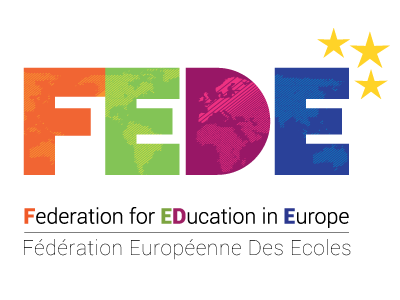 FEDE
Federation for EDucation in Europe
Fédération Européenne Des Ecoles